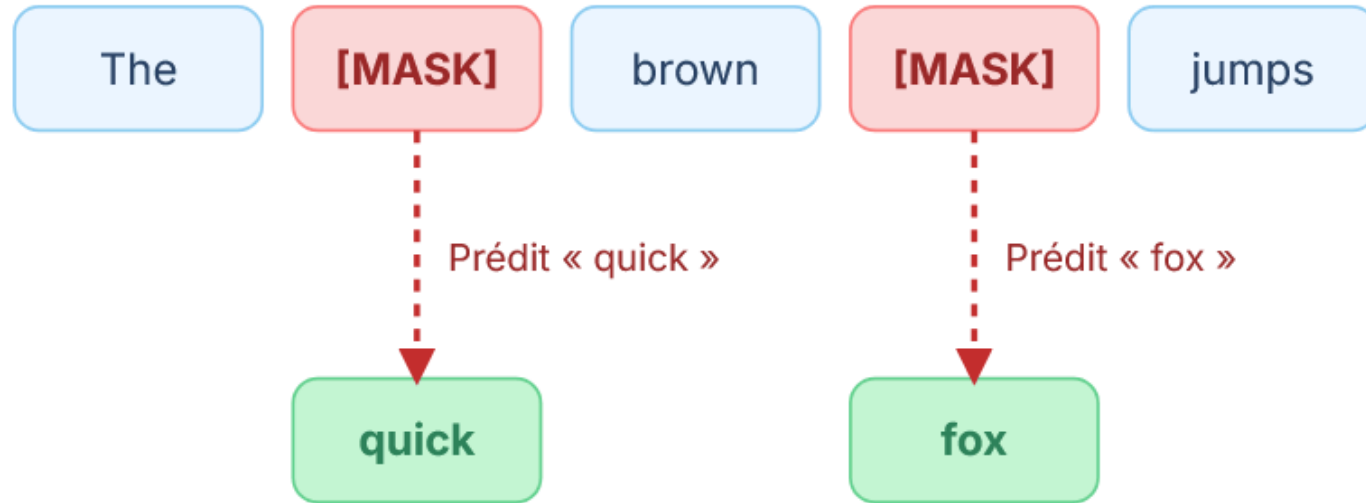 The [MASK] brown [MASK] jumps
Prédit « quick » Prédit « fox »
quick fox